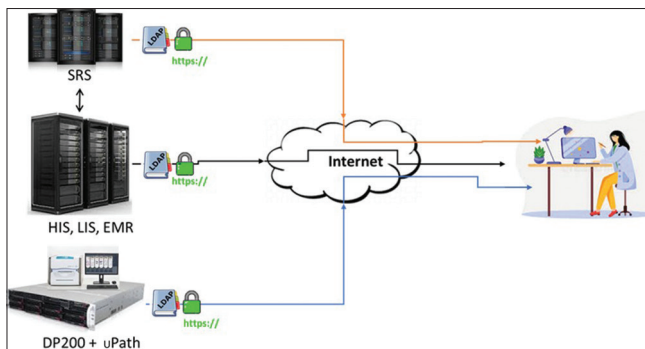 LDAP
https://
SRS
LDAP
https://
Internet
HIS, LIS, EMR
LDAP
https://
DP200 + uPath